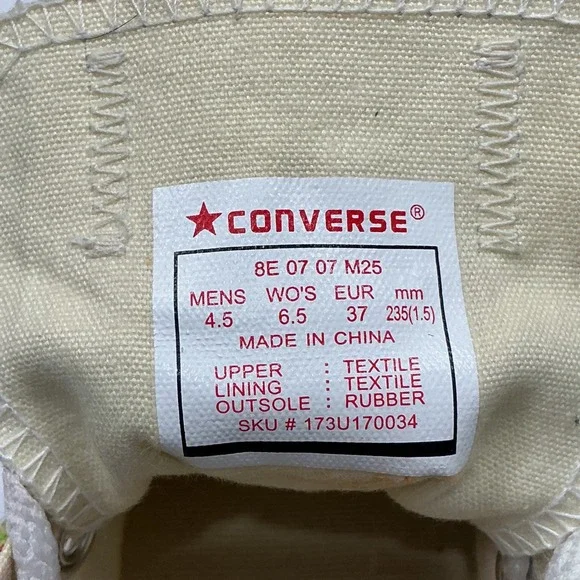 ★CONVERSE®
8E 07 07 M25
MENS WO'S EUR mm
4.5 6.5 37 235(1.5)
MADE IN CHINA
UPPER : TEXTILE
LINING : TEXTILE
OUTSOLE : RUBBER
SKU # 173U170034